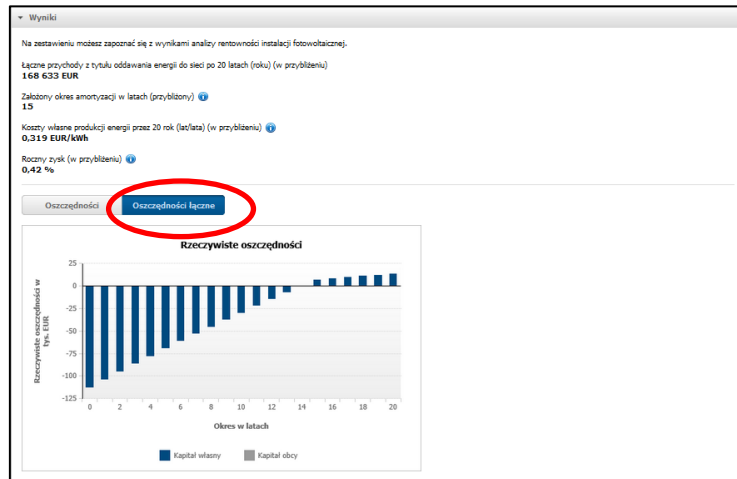 Wyniki
Na zestawieniu możesz zapoznać się z wynikami analizy rentowności instalacji fotowoltaicznej.
Łączne przychody z tytułu oddawania energii do sieci po 20 latach (roku) (w przybliżeniu)
168 633 EUR
Założony okres amortyzacji w latach (przybliżony)
15
Koszty własne produkcji energii przez 20 rok (lat/lata) (w przybliżeniu)
0,319 EUR/kWh
Roczny zysk (w przybliżeniu)
0,42 %
Oszczędności Oszczędności łączne
Rzeczywiste oszczędności
Rzeczywiste oszczędności w
tys. EUR
25
0
-25
-50
-75
-100
-125
0 2 4 6 8 10 12 14 16 18 20
Okres w latach
Kapitał własny Kapitał obcy